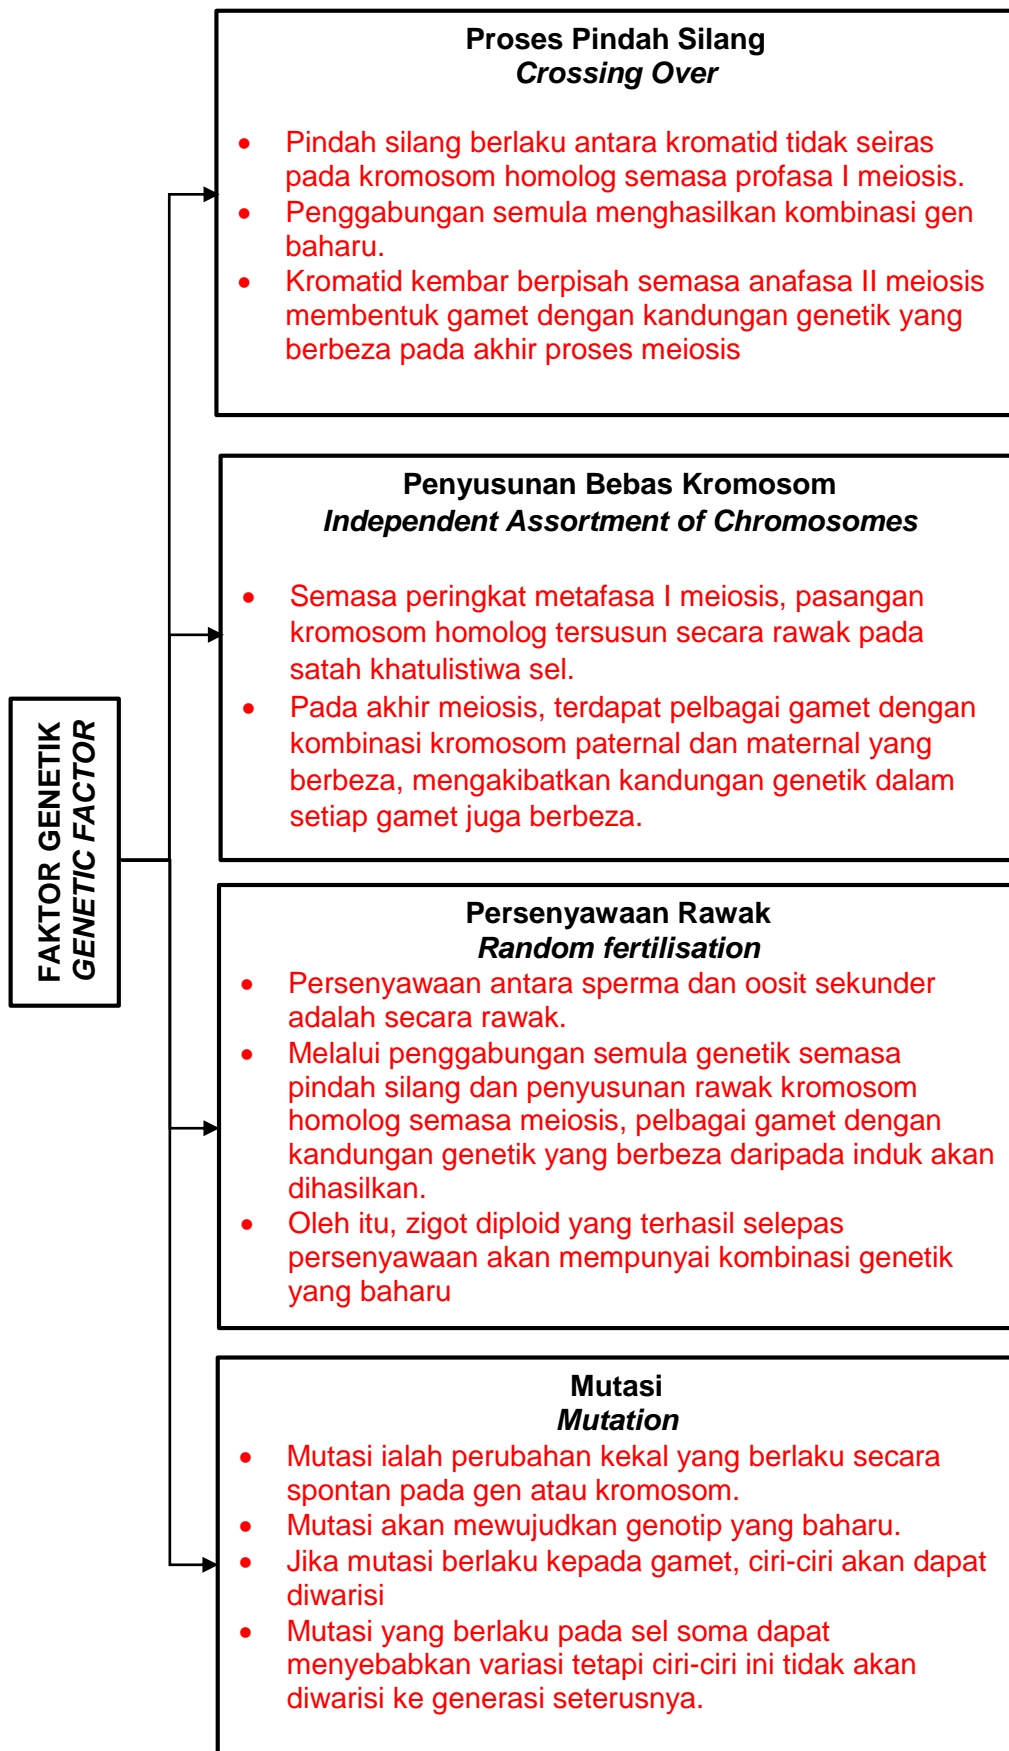 Proses Pindah Silang
Crossing Over
• Pindah silang berlaku antara kromatid tidak seiras
pada kromosom homolog semasa profasa I meiosis.
• Penggabungan semula menghasilkan kombinasi gen
baharu.
• Kromatid kembar berpisah semasa anafasa II meiosis
membentuk gamet dengan kandungan genetik yang
berbeza pada akhir proses meiosis
Penyusunan Bebas Kromosom
Independent Assortment of Chromosomes
• Semasa peringkat metafasa I meiosis, pasangan
kromosom homolog tersusun secara rawak pada
satah khatulistiwa sel.
• Pada akhir meiosis, terdapat pelbagai gamet dengan
kombinasi kromosom paternal dan maternal yang
berbeza, mengakibatkan kandungan genetik dalam
setiap gamet juga berbeza.
FAKTOR GENETIK
GENETIC FACTOR
Persenyawaan Rawak
Random fertilisation
• Persenyawaan antara sperma dan oosit sekunder
adalah secara rawak.
• Melalui penggabungan semula genetik semasa
pindah silang dan penyusunan rawak kromosom
homolog semasa meiosis, pelbagai gamet dengan
kandungan genetik yang berbeza daripada induk akan
dihasilkan.
• Oleh itu, zigot diploid yang terhasil selepas
persenyawaan akan mempunyai kombinasi genetik
yang baharu
Mutasi
Mutation
• Mutasi ialah perubahan kekal yang berlaku secara
spontan pada gen atau kromosom.
• Mutasi akan mewujudkan genotip yang baharu.
• Jika mutasi berlaku kepada gamet, ciri-ciri akan dapat
diwarisi
• Mutasi yang berlaku pada sel soma dapat
menyebabkan variasi tetapi ciri-ciri ini tidak akan
diwarisi ke generasi seterusnya.